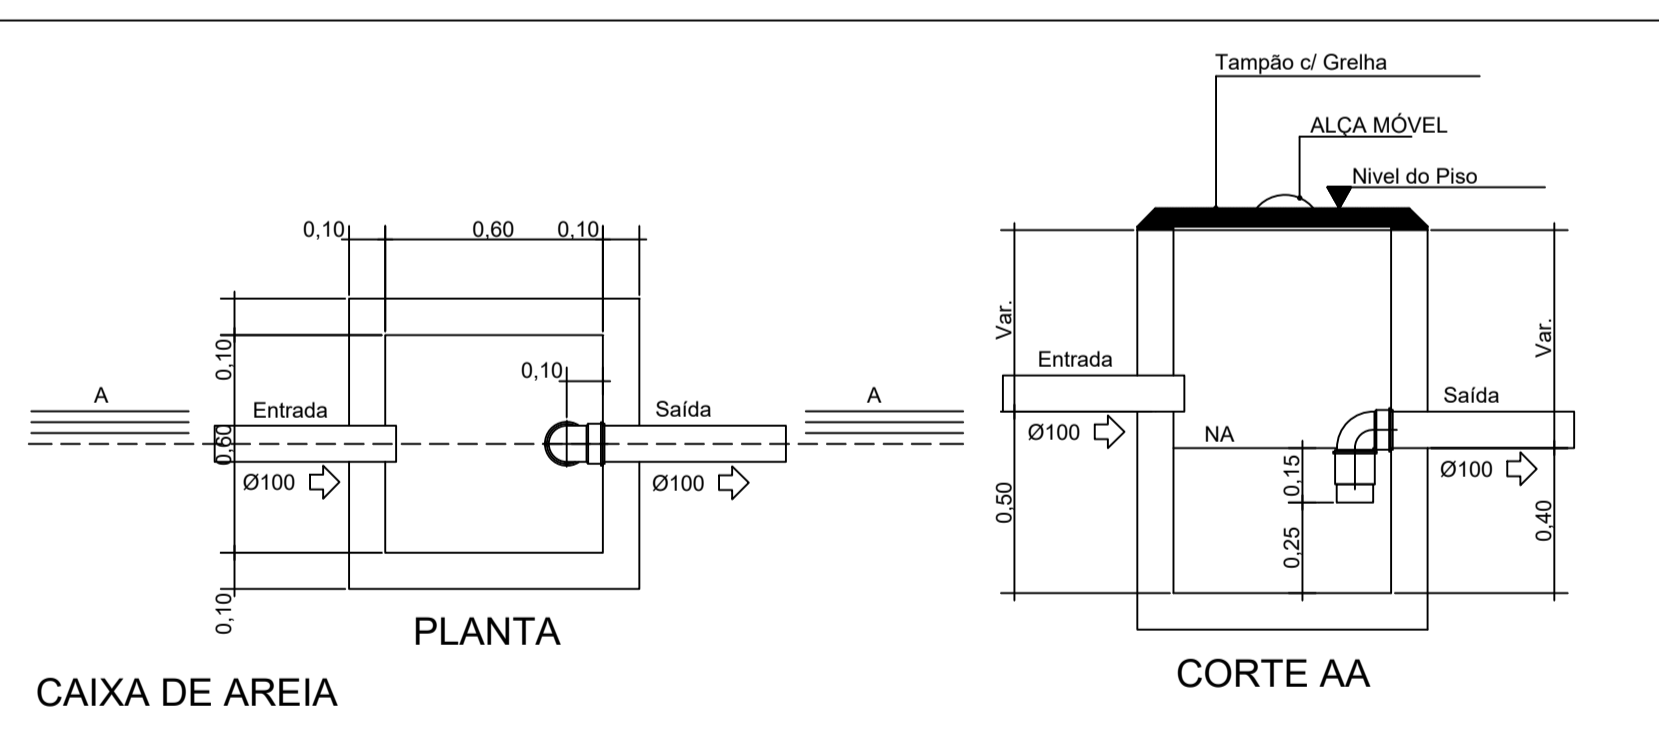 0,10
0,60
0,10
0,10
0,60
0,10
0,10
A
Entrada
Ø100
Saída
Ø100
A
PLANTA
CAIXA DE AREIA
Tampão c/ Grelha
ALÇA MÓVEL
Nivel do Piso
Var.
Entrada
Ø100
0,50
NA
0,15
0,25
Var.
Saída
Ø100
0,40
CORTE AA